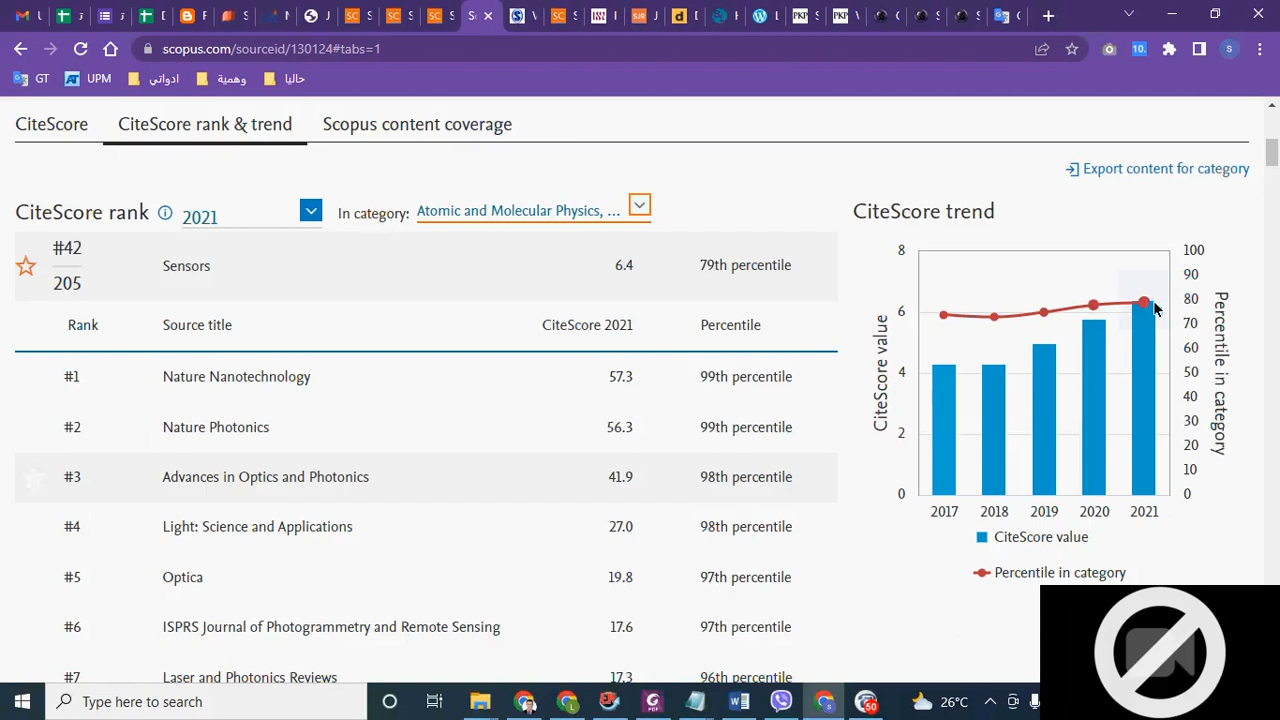 scopus.com/sourceid/130124#tabs=1
GT
UPM
ادواتي
وهمية
حاليا
CiteScore
CiteScore rank & trend
Scopus content coverage
Export content for category
CiteScore rank
2021
In category:
Atomic and Molecular Physics, ...
#42
205
Sensors
6.4
79th percentile
Rank
Source title
CiteScore 2021
Percentile
#1
Nature Nanotechnology
57.3
99th percentile
#2
Nature Photonics
56.3
99th percentile
#3
Advances in Optics and Photonics
41.9
98th percentile
#4
Light: Science and Applications
27.0
98th percentile
#5
Optica
19.8
97th percentile
#6
ISPRS Journal of Photogrammetry and Remote Sensing
17.6
97th percentile
#7
Laser and Photonics Reviews
17.3
96th percentile
CiteScore trend
8
6
4
2
0
CiteScore value
100
90
80
70
60
50
40
30
20
10
0
Percentile in category
2017
2018
2019
2020
2021
CiteScore value
Percentile in category
Type here to search
50
26°C